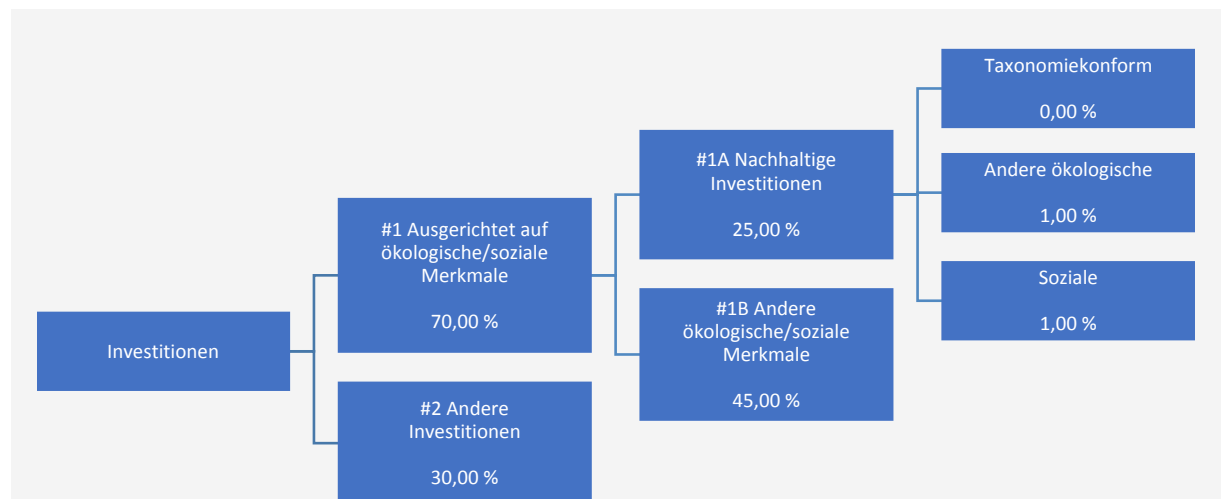 Investitionen
#1 Ausgerichtet auf
ökologische/soziale
Merkmale
70,00 %
#2 Andere
Investitionen
30,00 %
#1A Nachhaltige
Investitionen
25,00 %
#1B Andere
ökologische/soziale
Merkmale
45,00 %
Taxonomiekonform
0,00 %
Andere ökologische
1,00 %
Soziale
1,00 %